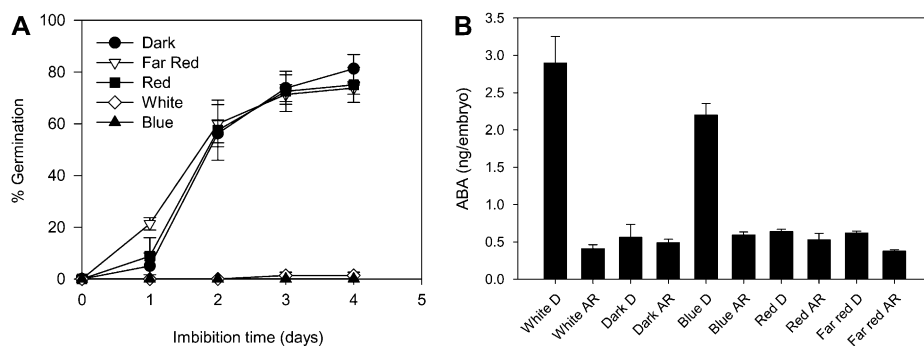 A
100
80
60
40
20
0
% Germination
Dark
Far Red
Red
White
Blue
0 1 2 3 4 5
Imbibition time (days)
B
3.5
3.0
2.5
2.0
1.5
1.0
0.5
0.0
ABA (ng/embryo)
White D
White AR
Dark D
Dark AR
Blue D
Blue AR
Red D
Red AR
Far red D
Far red AR